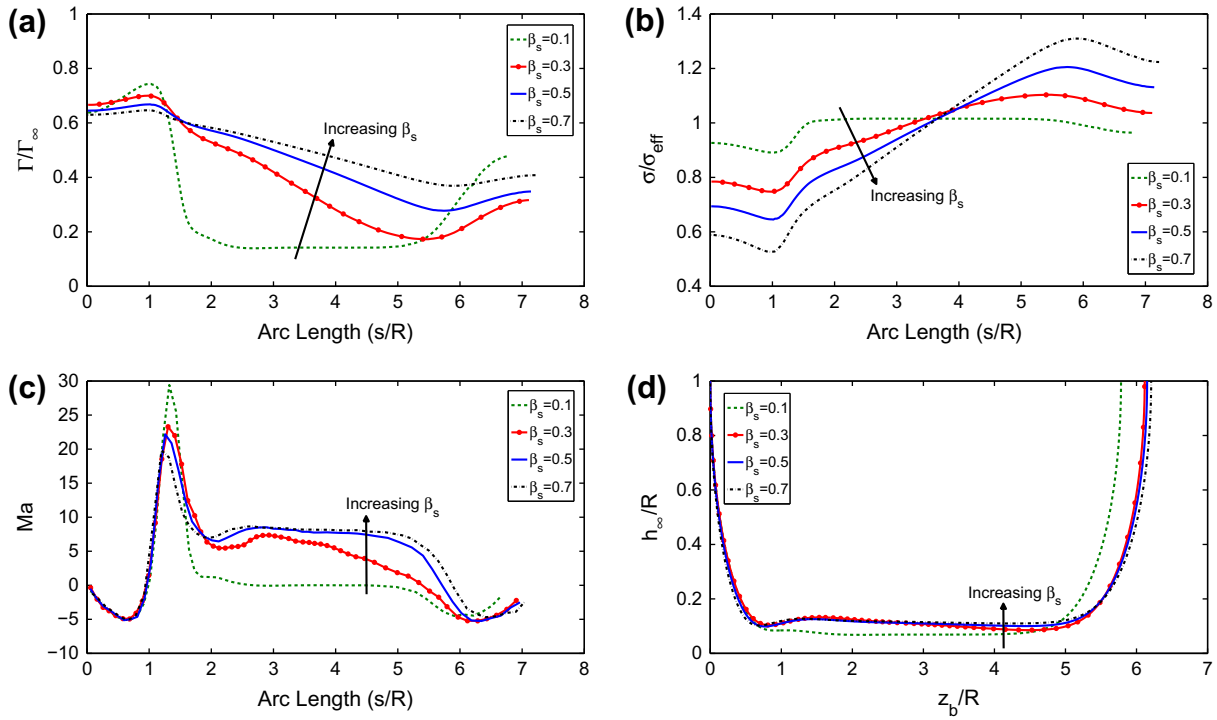 (a)
Γ/Γ∞
1
0.8
0.6
0.4
0.2
0
0 1 2 3 4 5 6 7 8
Arc Length (s/R)
βs=0.1
βs=0.3
βs=0.5
βs=0.7
Increasing βs
(b)
σ/σeff
1.4
1.2
1.0
0.8
0.6
0.4
0 1 2 3 4 5 6 7 8
Arc Length (s/R)
Increasing βs
βs=0.1
βs=0.3
βs=0.5
βs=0.7
(c)
Ma
30
25
20
15
10
5
0
−5
−10
0 1 2 3 4 5 6 7 8
Arc Length (s/R)
βs=0.1
βs=0.3
βs=0.5
βs=0.7
Increasing βs
(d)
h∞/R
1
0.8
0.6
0.4
0.2
0
0 1 2 3 4 5 6 7
zb/R
βs=0.1
βs=0.3
βs=0.5
βs=0.7
Increasing βs